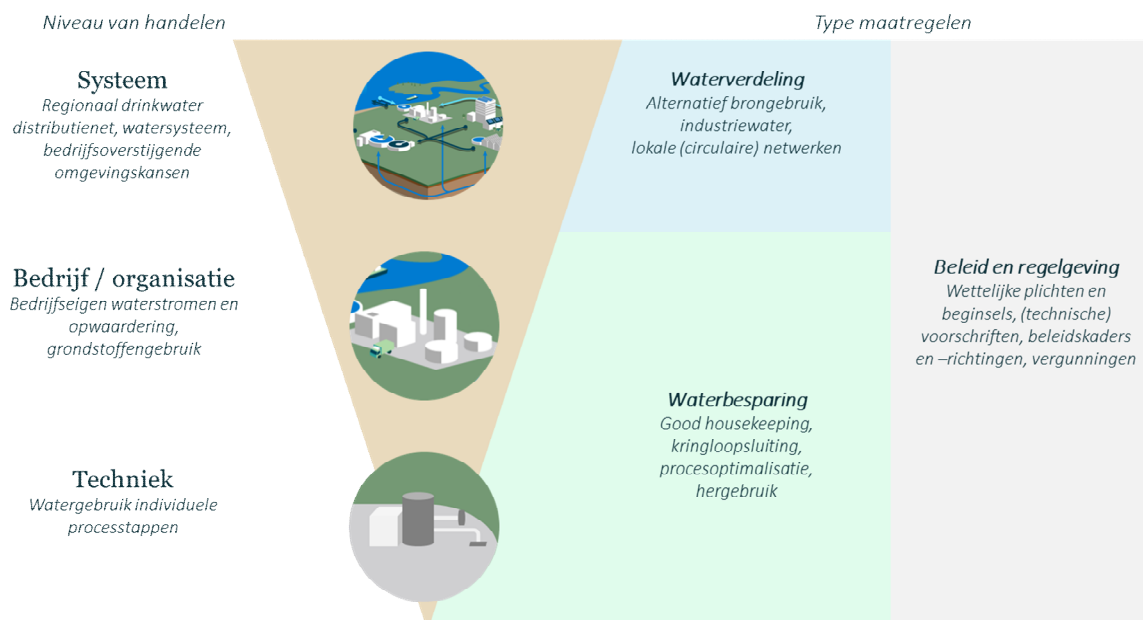 Niveau van handelen
Type maatregelen
Systeem
Regionaal drinkwater
distributienet, watersysteem,
bedrijfsoverstijgende
omgevingskansen
Waterverdeling
Alternatief brongebruik,
industriewater,
lokale (circulaire) netwerken
Bedrijf / organisatie
Bedrijfseigen waterstromen en
opwaardering,
grondstoffengebruik
Beleid en regelgeving
Wettelijke plichten en
beginsels, (technische)
voorschriften, beleidskaders
en –richtingen, vergunningen
Waterbesparing
Good housekeeping,
kringloopsluiting,
procesoptimalisatie,
hergebruik
Techniek
Watergebruik individuele
processtappen